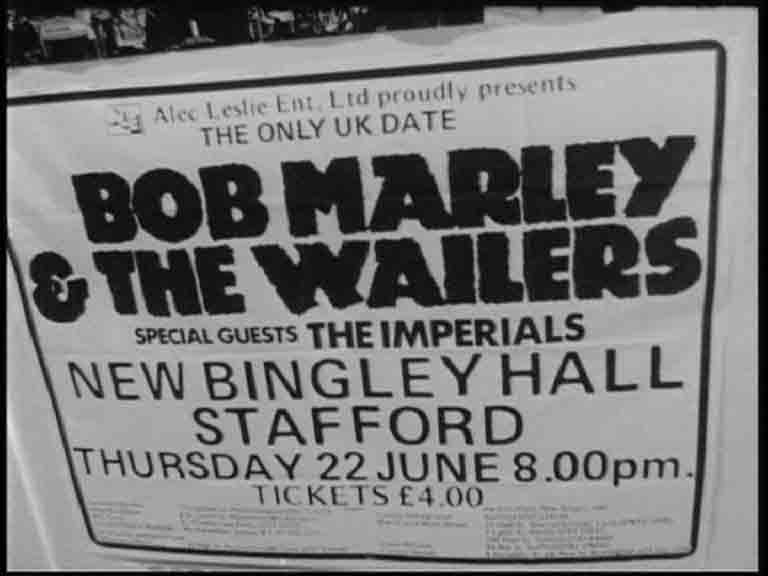 Alec Leslie Ent. Ltd proudly presents
THE ONLY UK DATE
BOB MARLEY
& THE WAILERS
SPECIAL GUESTS THE IMPERIALS
NEW BINGLEY HALL
STAFFORD
THURSDAY 22 JUNE 8.00pm.
TICKETS £4.00